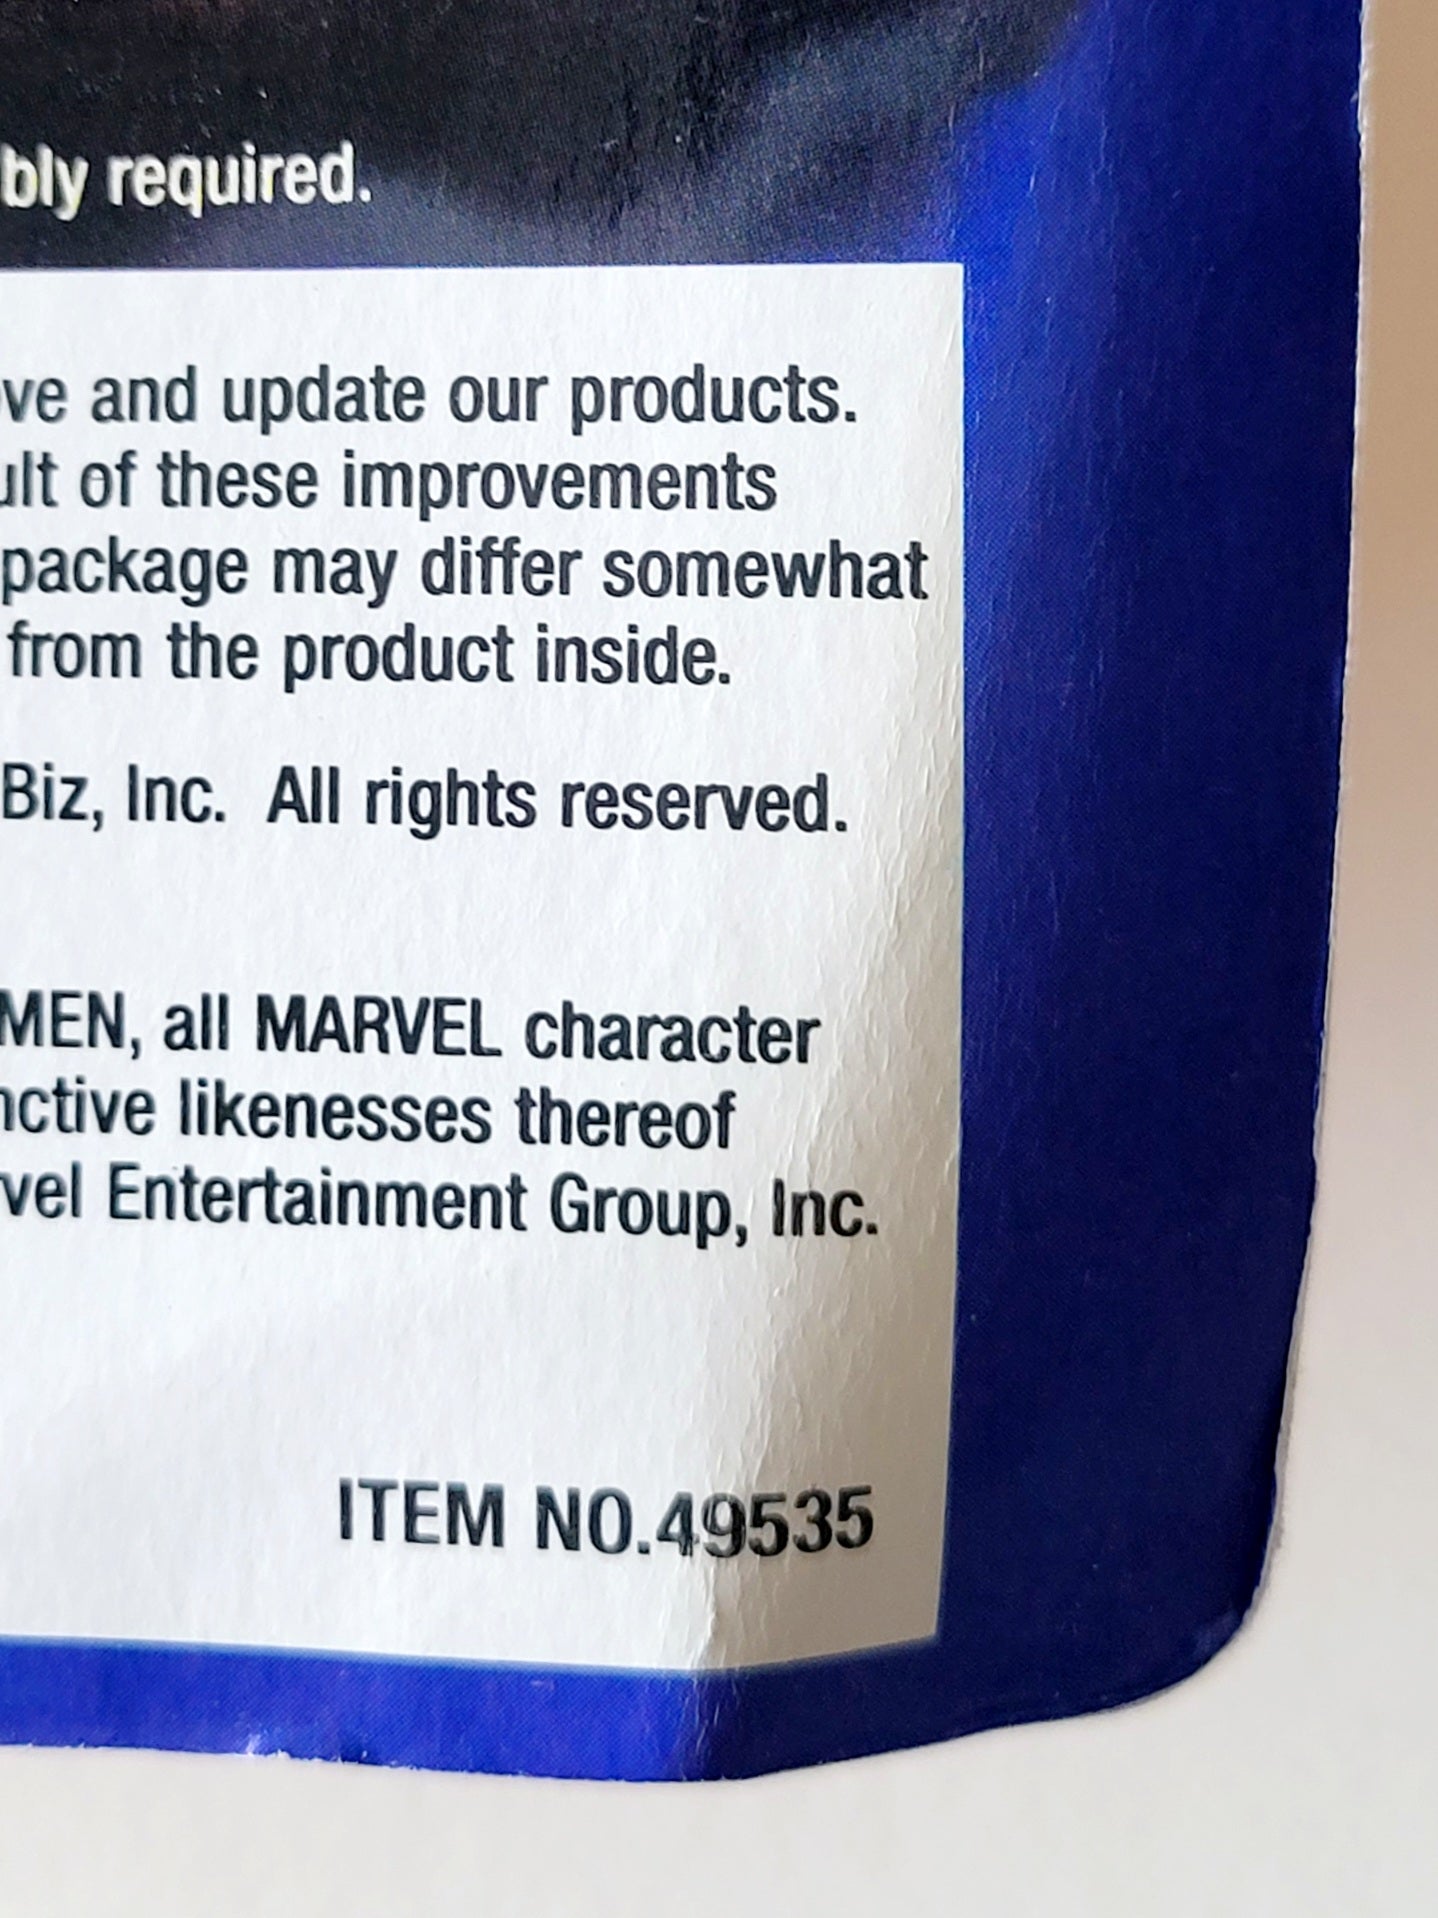 bly required.
ve and update our products.
ult of these improvements
package may differ somewhat
from the product inside.
Biz, Inc. All rights reserved.
MEN, all MARVEL character
nctive likenesses thereof
vel Entertainment Group, Inc.
ITEM NO.49535